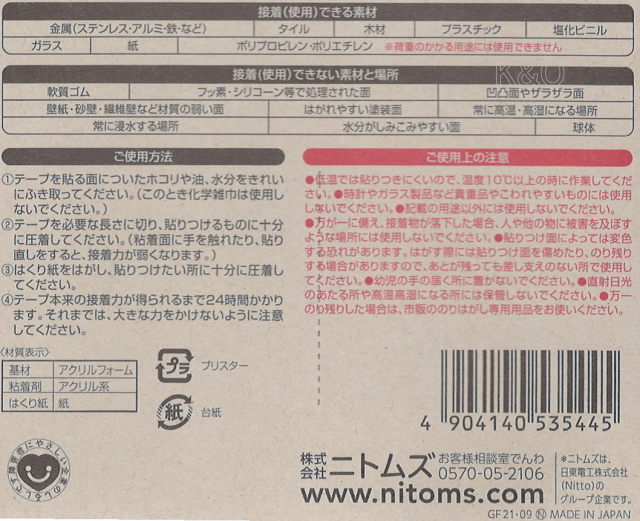 接着(使用)できる素材
金属(ステンレス・アルミ・鉄・など) タイル 木材 プラスチック 塩化ビニル
ガラス 紙 ポリプロピレン・ポリエチレン ※荷重のかかる用途には使用できません
接着(使用)できない素材と場所
K&U
軟質ゴム フッ素・シリコーン等で処理された面 凹凸面やザラザラ面
壁紙・砂壁・繊維壁など材質の弱い面 はがれやすい塗装面 常に高温・高湿になる場所
常に浸水する場所 水分がしみこみやすい面 球体
ご使用方法
①テープを貼る面についたホコリや油、水分をきれい
にふき取ってください。(このとき化学雑巾は使用し
ないでください。)
②テープを必要な長さに切り、貼りつけるものに十分
に圧着してください。(粘着面に手を触れたり、貼り
直しをすると、接着力が弱くなります。)
③はくり紙をはがし、貼りつけたい所に十分に圧着し
てください。
④テープ本来の接着力が得られるまで24時間かかり
ます。それまでは、大きな力をかけないように注意
してください。
ご使用上の注意
●低温では貼りつきにくいので、温度10℃以上の時に作業してくだ
さい。●時計やガラス製品など貴重品やこわれやすいものには使用
しないでください。●記載の用途以外には使用しないでください。
●万が一に備え、接着物が落下した場合、人や他の物に被害を及ぼす
ような場所には使用しないでください。●貼りつけ面によっては変色
する恐れがあります。はがす際には貼りつけ面を傷めたり、のり残り
する場合がありますので、あとが残っても差し支えのない所で使用し
てください。●幼児の手の届く所に置かないでください。●直射日光
のあたる所や高温高湿になる所には保管しないでください。●万一
のり残りした場合は、市販ののりはがし専用用品をお使いください。
〈材質表示〉
基材 アクリルフォーム
粘着剤 アクリル系
はくり紙 紙
プラ ブリスター
紙 台紙
4 904140 535445
障害者にやさしい企業のしるしです
株式会社 ニトムズ お客様相談室でんわ
0570-05-2106
www.nitoms.com
*ニトムズは、
日東電工株式会社
(Nitto)の
グループ企業です。
GF21・09 Ⓝ MADE IN JAPAN